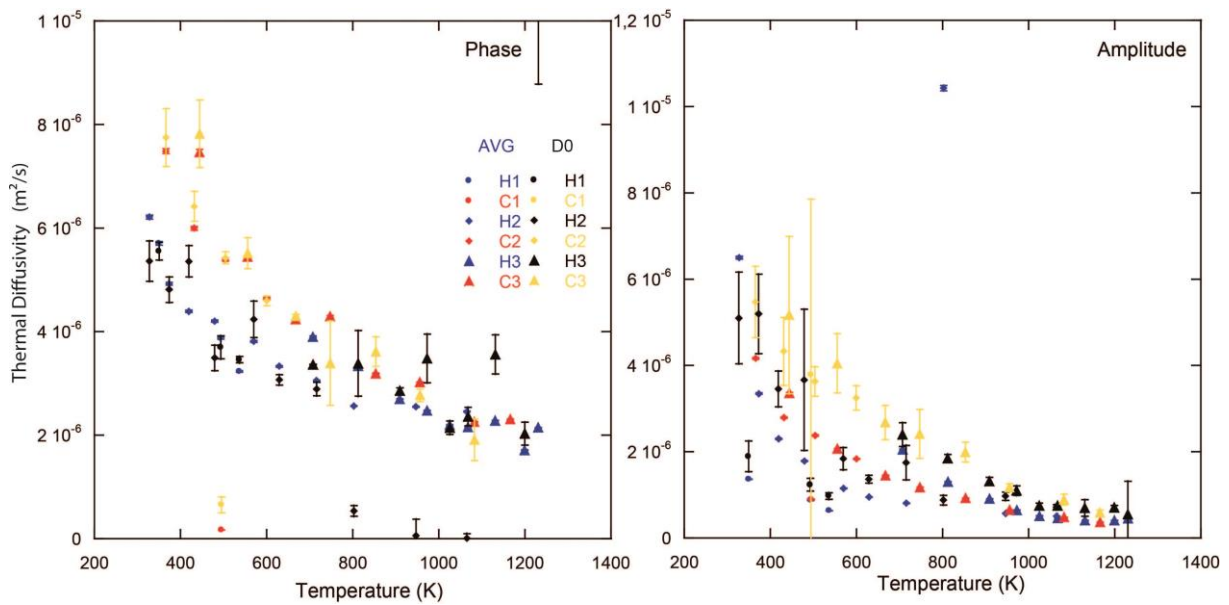 1 10⁻⁵
8 10⁻⁶
6 10⁻⁶
4 10⁻⁶
2 10⁻⁶
0
Thermal Diffusivity (m²/s)
Phase
AVG D0
H1 H1
C1 C1
H2 H2
C2 C2
H3 H3
C3 C3
200 400 600 800 1000 1200 1400
Temperature (K)
1,2 10⁻⁵
1 10⁻⁵
8 10⁻⁶
6 10⁻⁶
4 10⁻⁶
2 10⁻⁶
0
Amplitude
200 400 600 800 1000 1200 1400
Temperature (K)